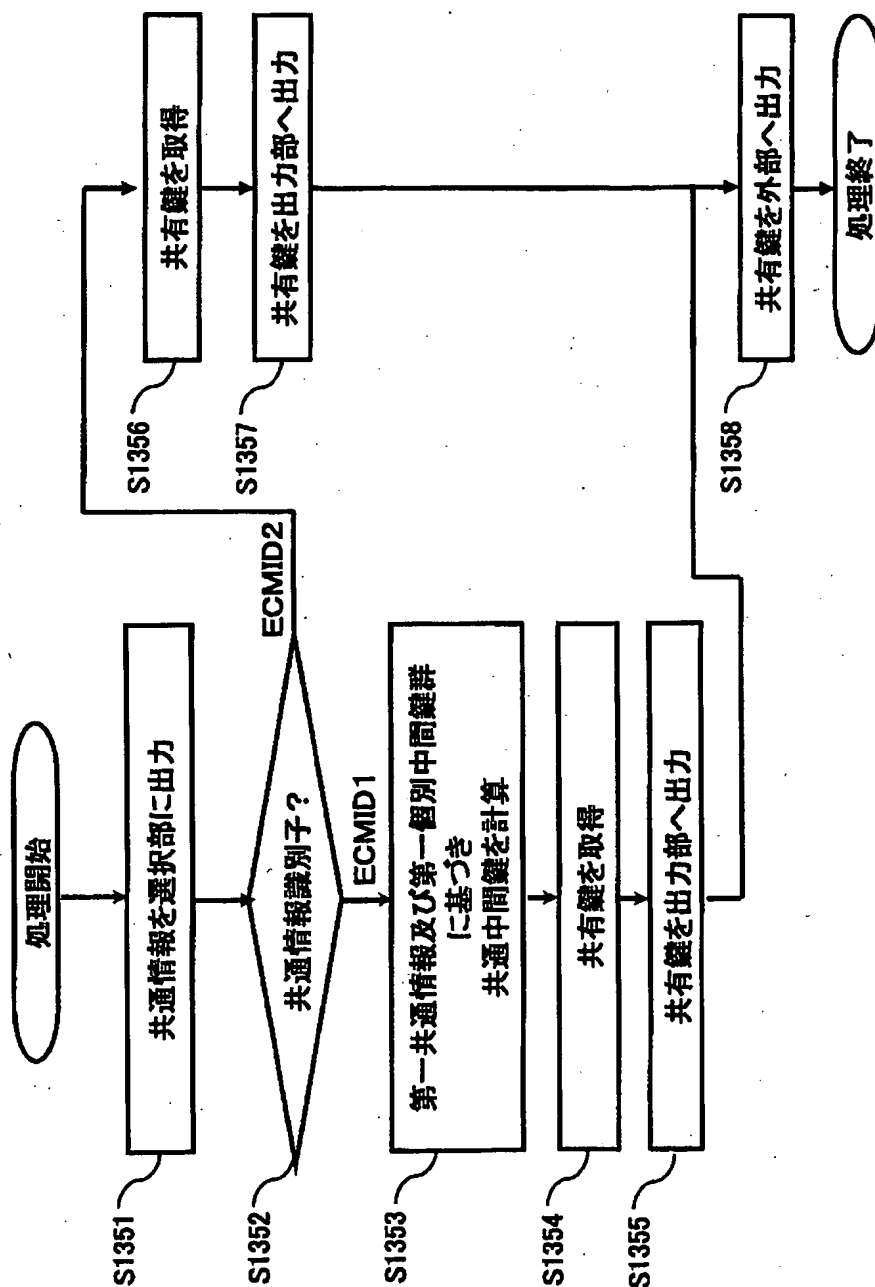 処理開始
S1351
共通情報を選択部に出力
S1352
共通情報識別子？
ECMID2
ECMID1
S1353
第一共通情報及び第一個別中間鍵群
に基づき
共通中間鍵を計算
S1354
共有鍵を取得
S1355
共有鍵を出力部へ出力
S1356
共有鍵を取得
S1357
共有鍵を出力部へ出力
S1358
共有鍵を外部へ出力
処理終了